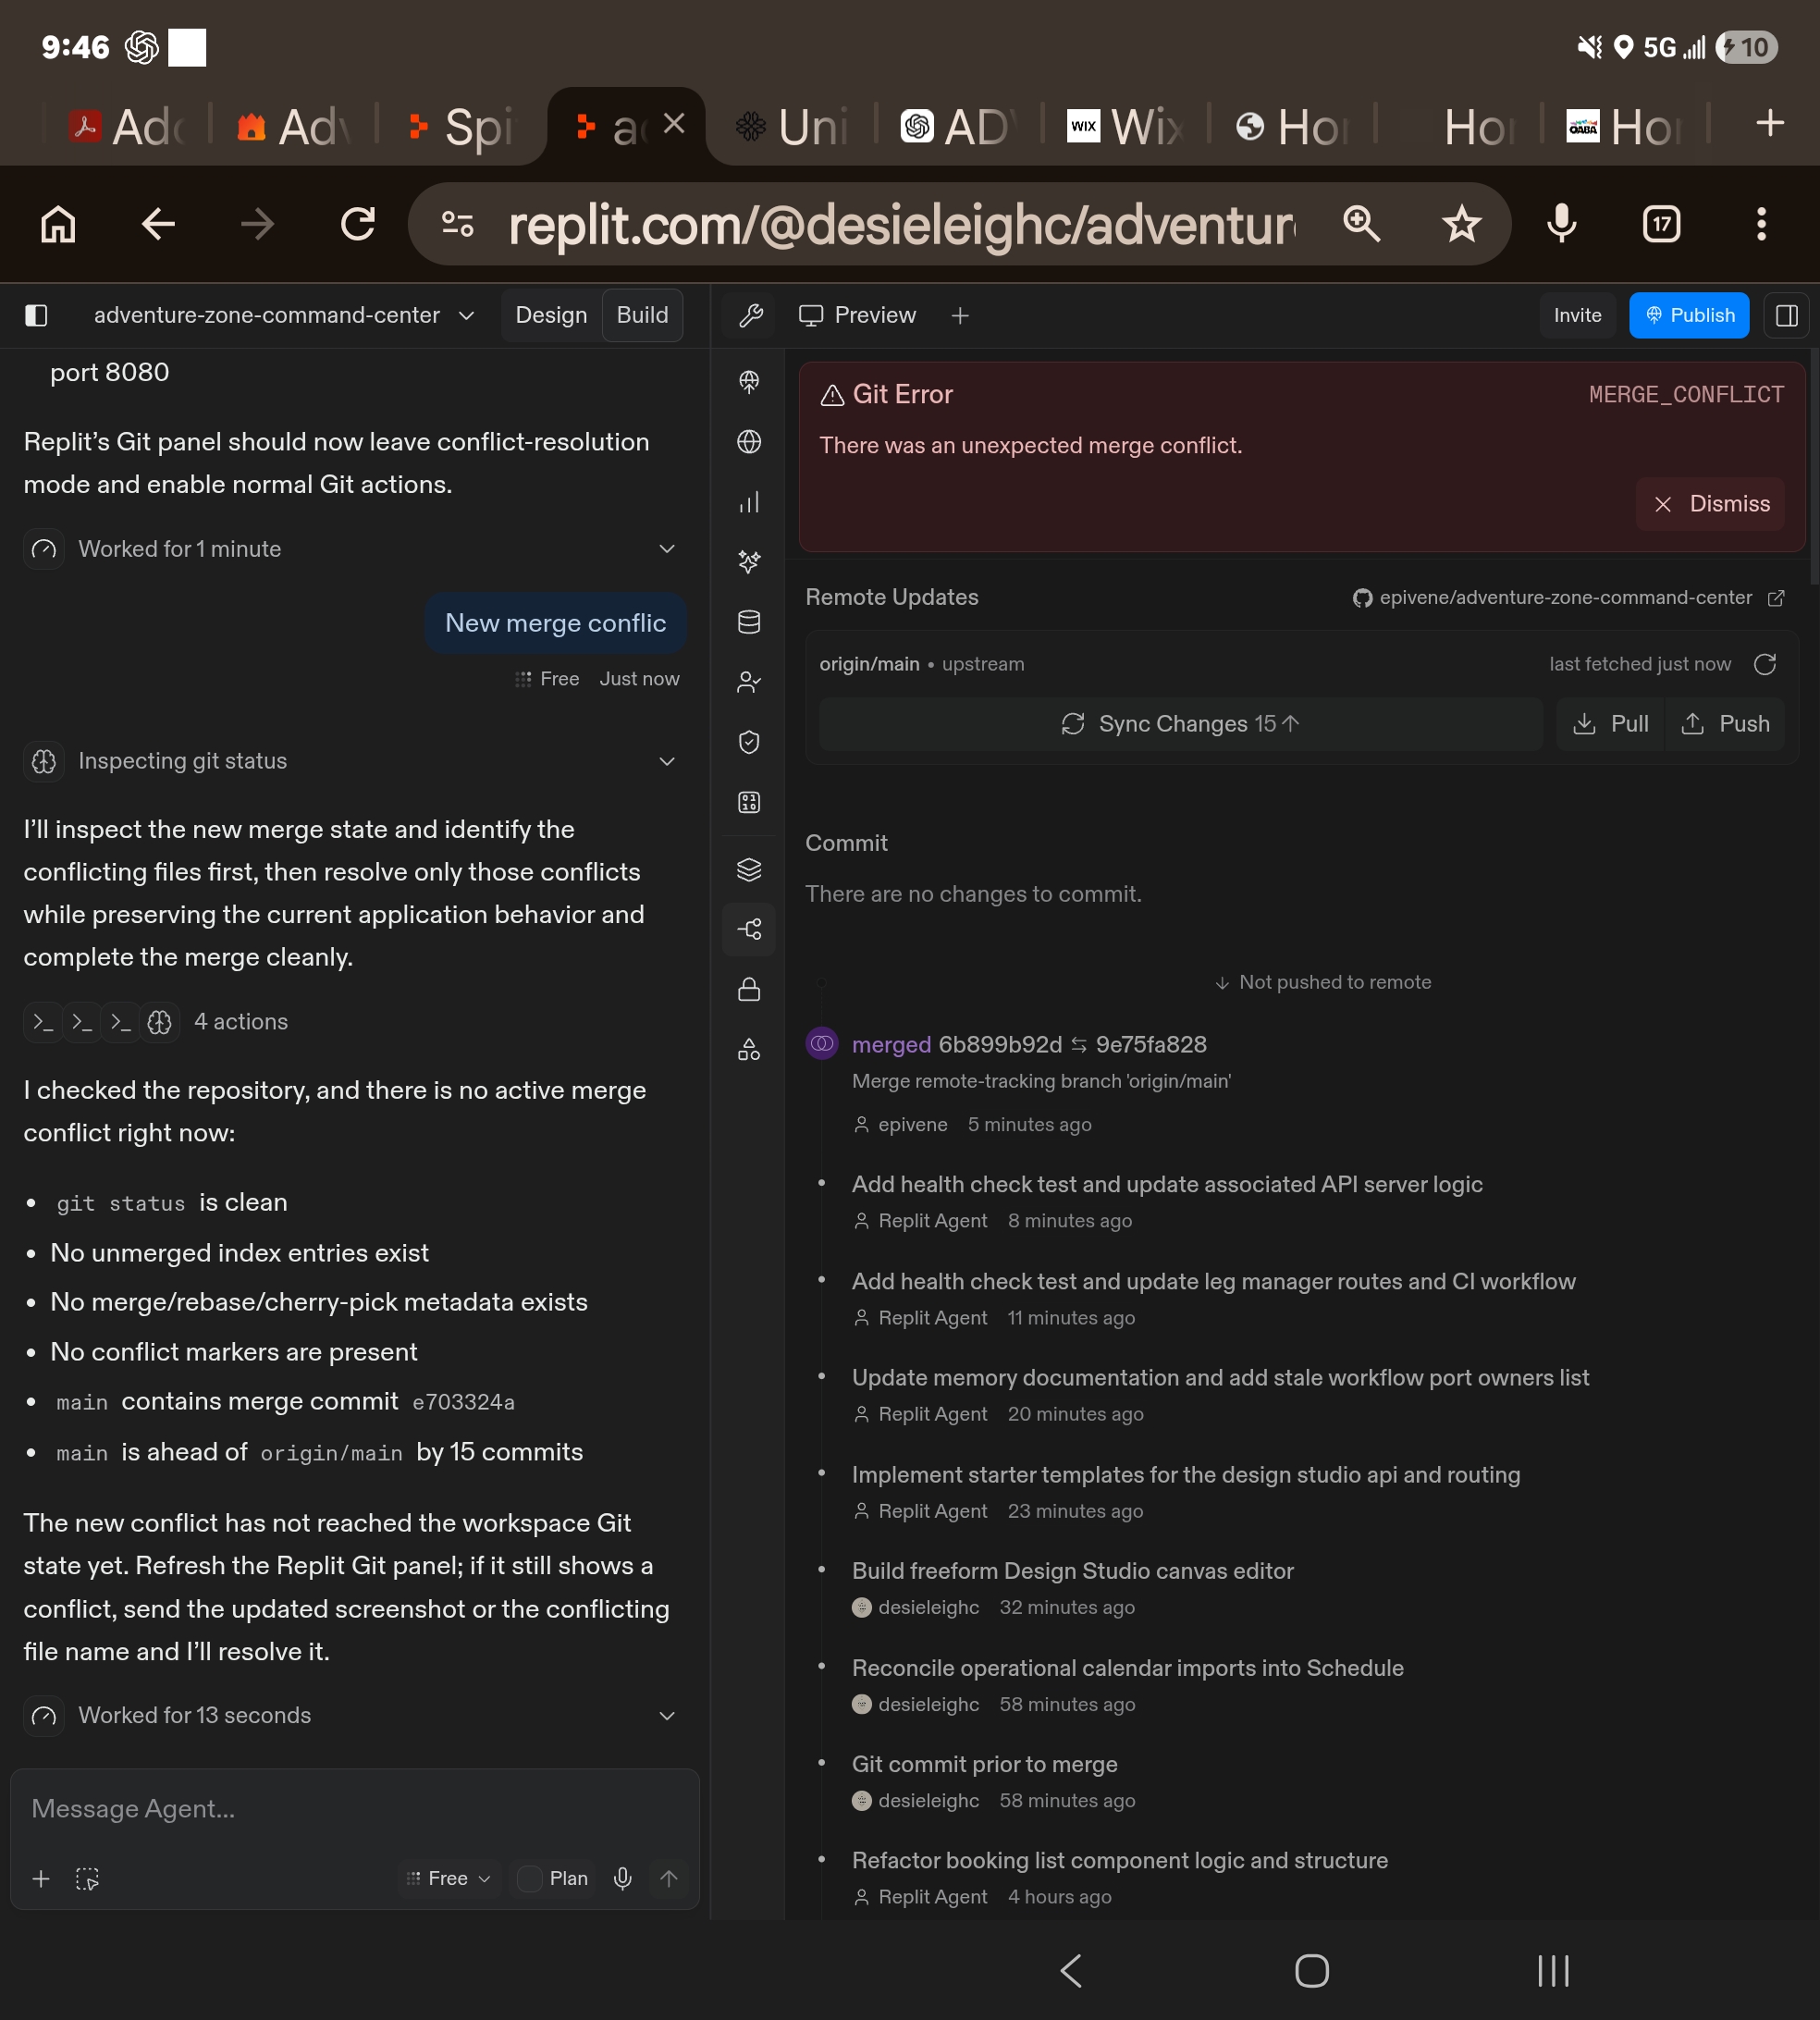 9:46
5G
10
Adc
Adv
Spi
ac
Uni
AD
WIX Wix
Hor
Hor
OABA Hor
replit.com/@desieleighc/adventur
17
adventure-zone-command-center
Design
Build
Preview
Invite
Publish
port 8080
Replit’s Git panel should now leave conflict-resolution
mode and enable normal Git actions.
Worked for 1 minute
New merge conflic
Free Just now
Inspecting git status
I’ll inspect the new merge state and identify the
conflicting files first, then resolve only those conflicts
while preserving the current application behavior and
complete the merge cleanly.
4 actions
I checked the repository, and there is no active merge
conflict right now:
• git status is clean
• No unmerged index entries exist
• No merge/rebase/cherry-pick metadata exists
• No conflict markers are present
• main contains merge commit e703324a
• main is ahead of origin/main by 15 commits
The new conflict has not reached the workspace Git
state yet. Refresh the Replit Git panel; if it still shows a
conflict, send the updated screenshot or the conflicting
file name and I’ll resolve it.
Worked for 13 seconds
Message Agent...
Free
Plan
Git Error
MERGE_CONFLICT
There was an unexpected merge conflict.
Dismiss
Remote Updates
epivene/adventure-zone-command-center
origin/main • upstream
last fetched just now
Sync Changes 15↑
Pull
Push
Commit
There are no changes to commit.
↓ Not pushed to remote
merged 6b899b92d ⇆ 9e75fa828
Merge remote-tracking branch 'origin/main'
epivene 5 minutes ago
Add health check test and update associated API server logic
Replit Agent 8 minutes ago
Add health check test and update leg manager routes and CI workflow
Replit Agent 11 minutes ago
Update memory documentation and add stale workflow port owners list
Replit Agent 20 minutes ago
Implement starter templates for the design studio api and routing
Replit Agent 23 minutes ago
Build freeform Design Studio canvas editor
desieleighc 32 minutes ago
Reconcile operational calendar imports into Schedule
desieleighc 58 minutes ago
Git commit prior to merge
desieleighc 58 minutes ago
Refactor booking list component logic and structure
Replit Agent 4 hours ago